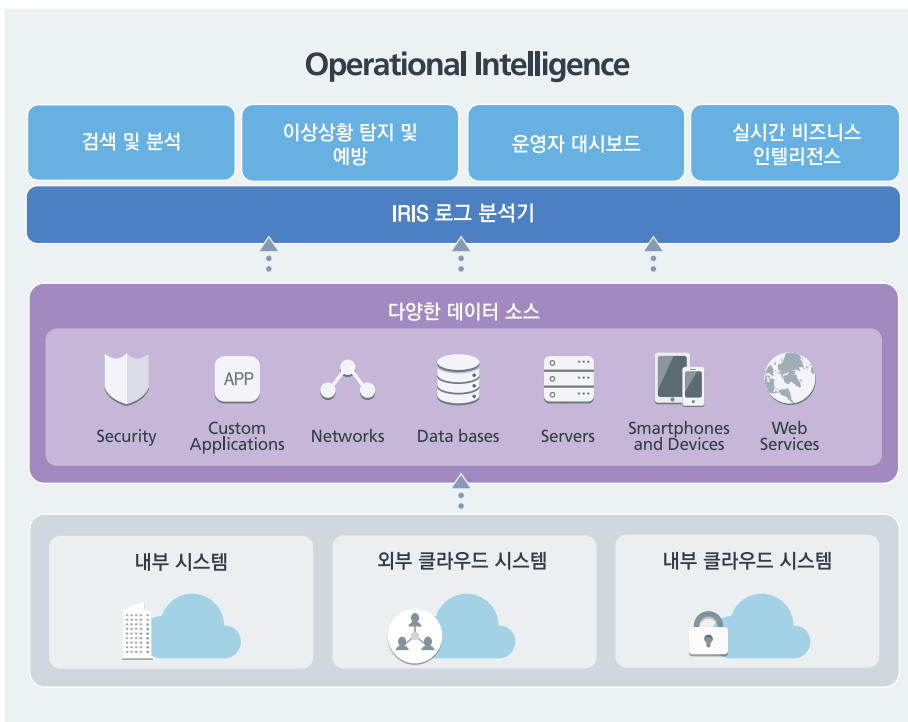 Operational Intelligence
검색 및 분석
이상상황 탐지 및
예방
운영자 대시보드
실시간 비즈니스
인텔리전스
IRIS 로그 분석기
다양한 데이터 소스
APP
Security
Custom
Applications
Networks
Data bases
Servers
Smartphones
and Devices
Web
Services
내부 시스템
외부 클라우드 시스템
내부 클라우드 시스템